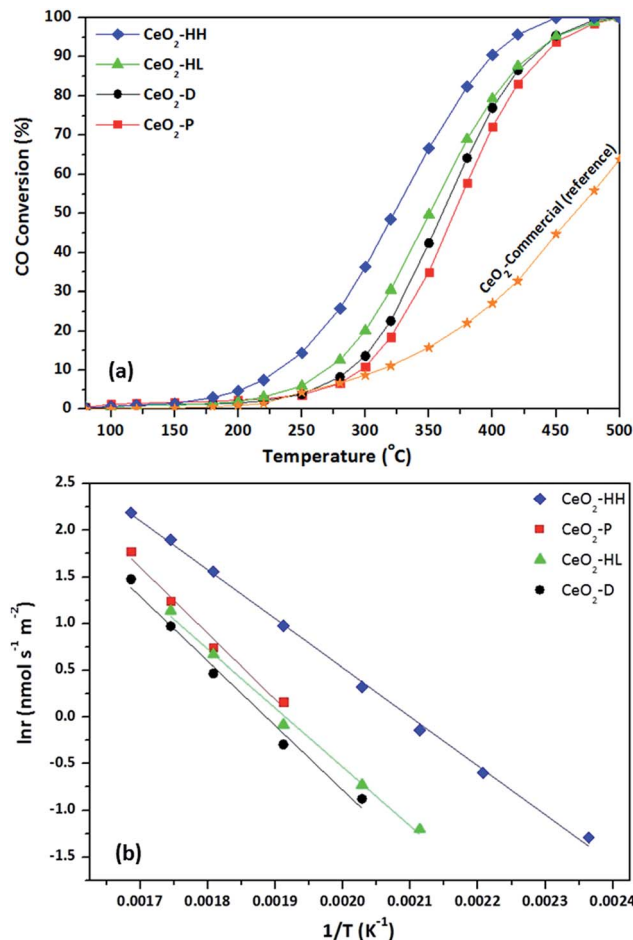 100
90
80
70
60
50
40
30
20
10
0
CO Conversion (%)
CeO₂-HH
CeO₂-HL
CeO₂-D
CeO₂-P
CeO₂-Commercial (reference)
(a)
100 150 200 250 300 350 400 450 500
Temperature (°C)
2.5
2.0
1.5
1.0
0.5
0.0
-0.5
-1.0
-1.5
lnr (nmol s⁻¹ m⁻²)
CeO₂-HH
CeO₂-P
CeO₂-HL
CeO₂-D
(b)
0.0017 0.0018 0.0019 0.0020 0.0021 0.0022 0.0023 0.0024
1/T (K⁻¹)